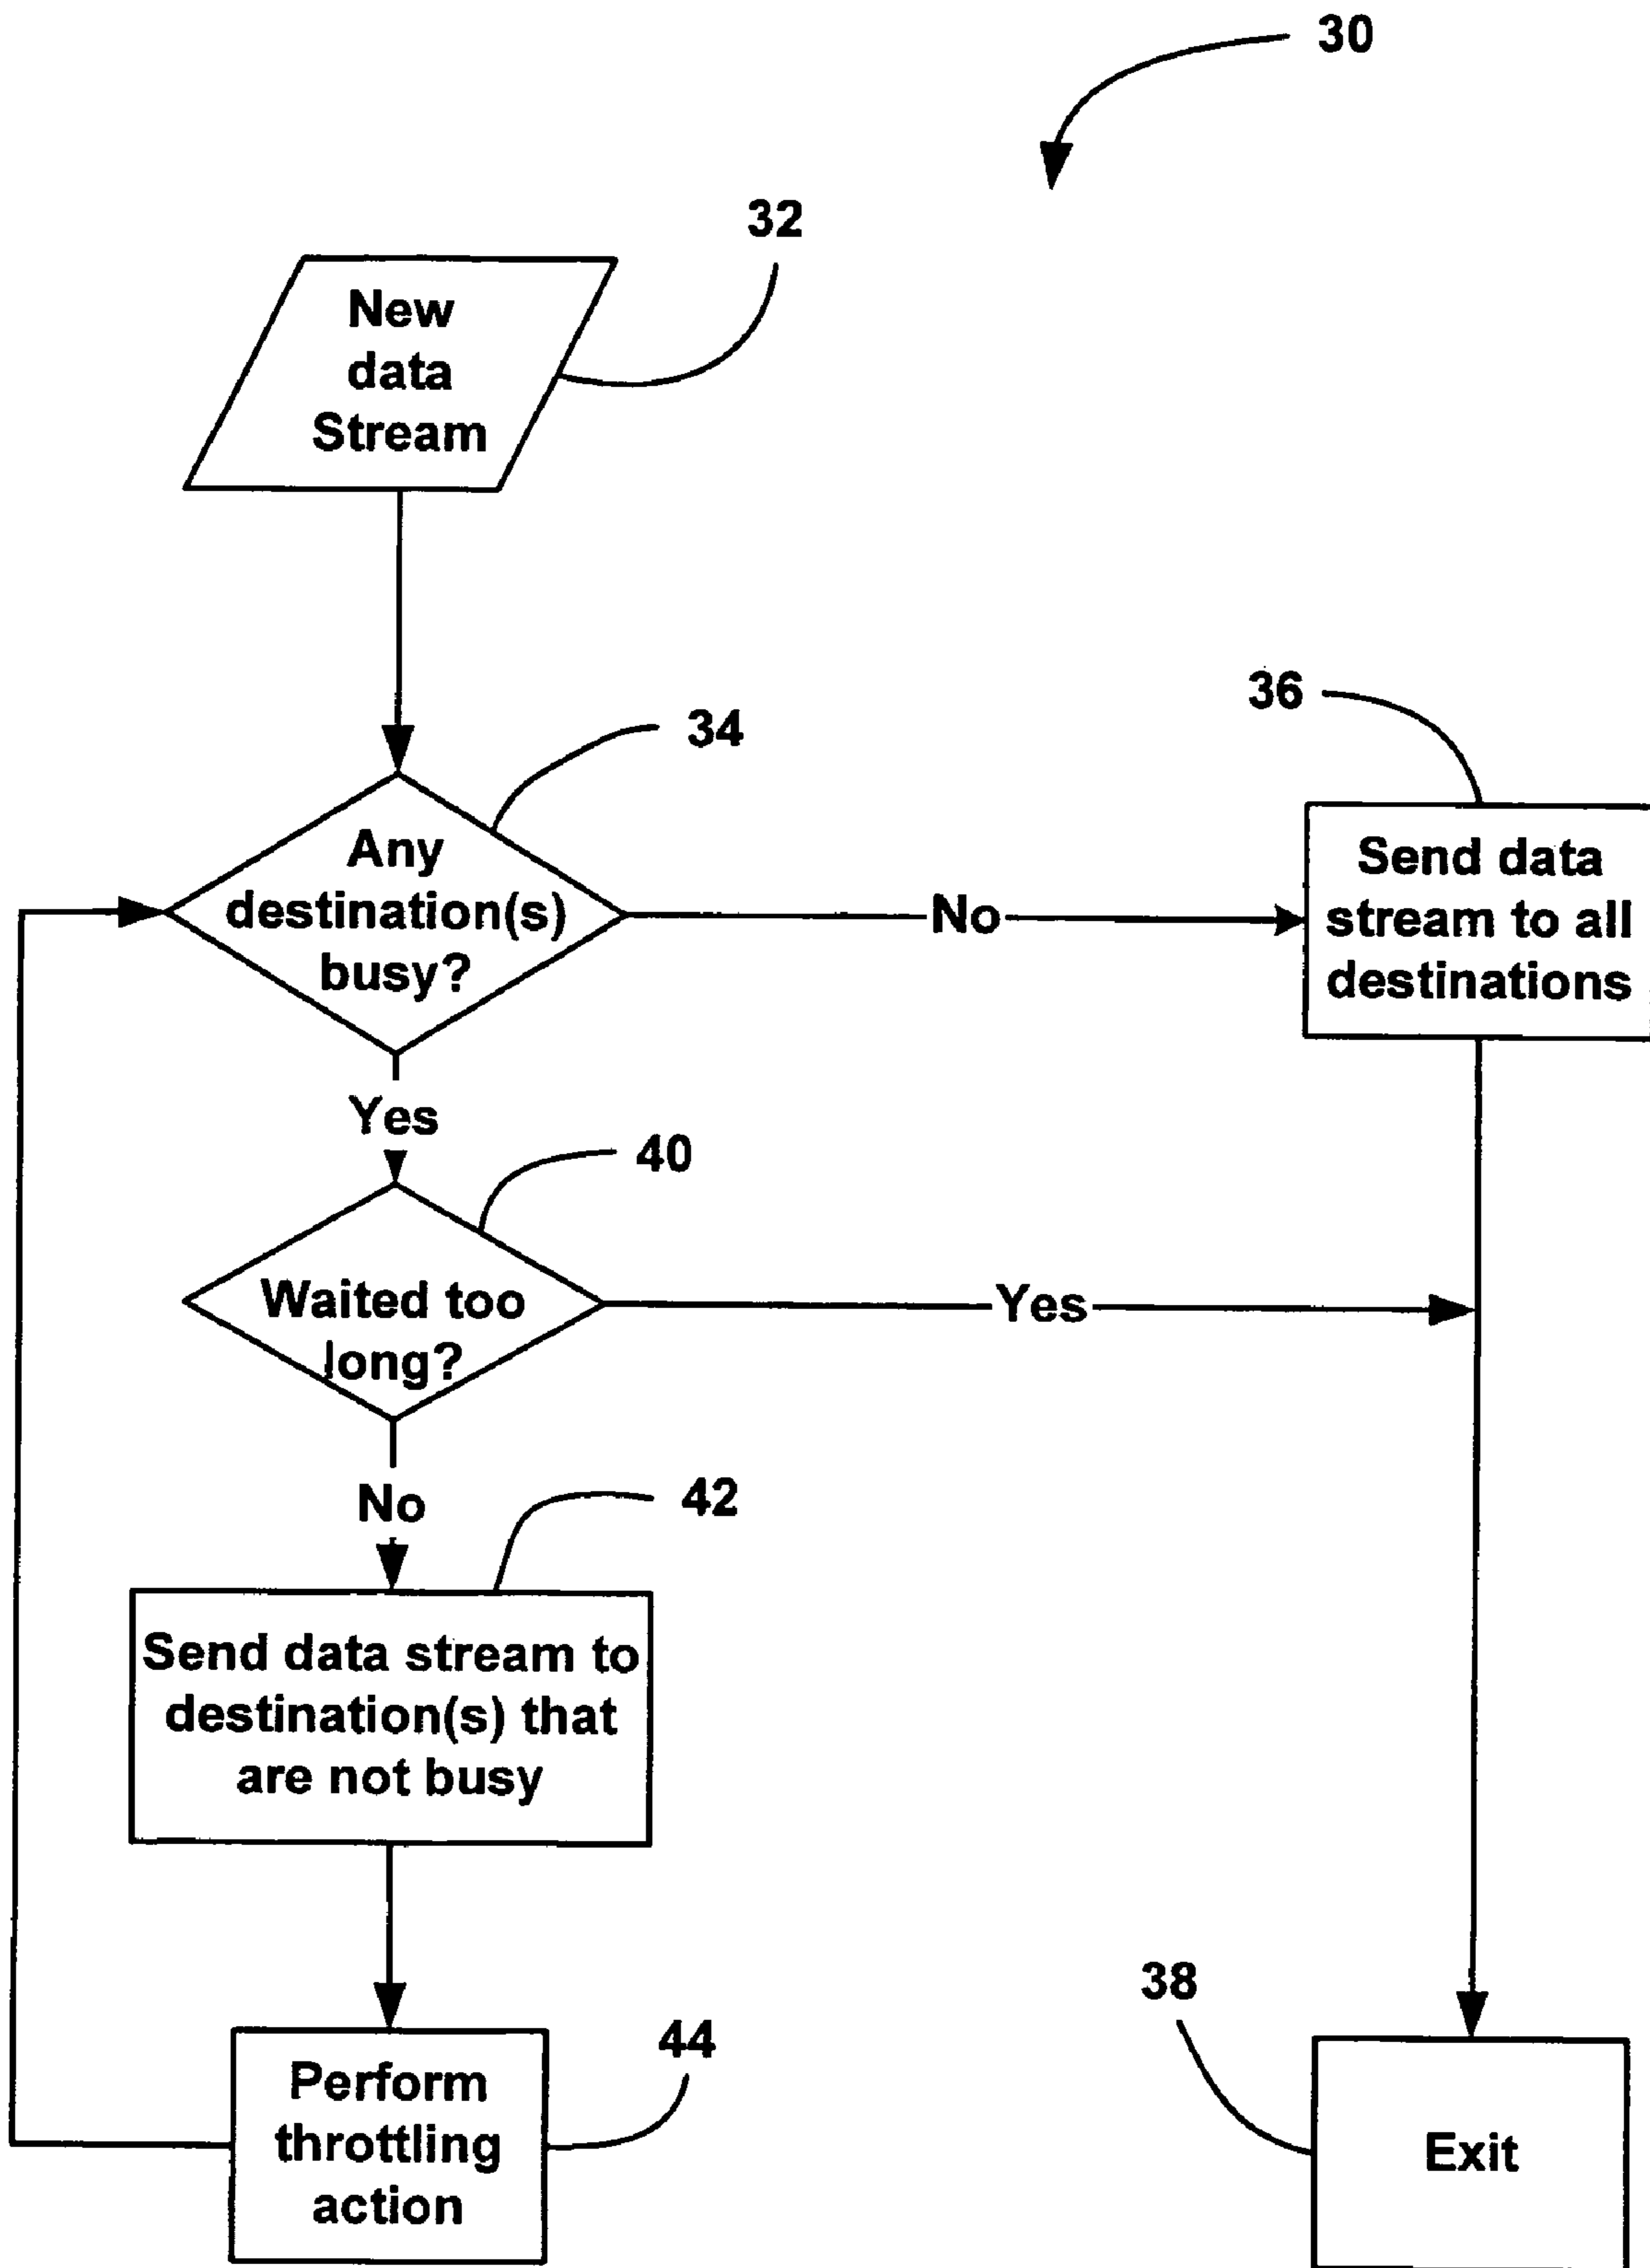 30
32
New
data
Stream
34
36
Any
destination(s)
busy?
No
Send data
stream to all
destinations
Yes
40
Waited too
long?
Yes
No
42
Send data stream to
destination(s) that
are not busy
38
44
Perform
throttling
action
Exit